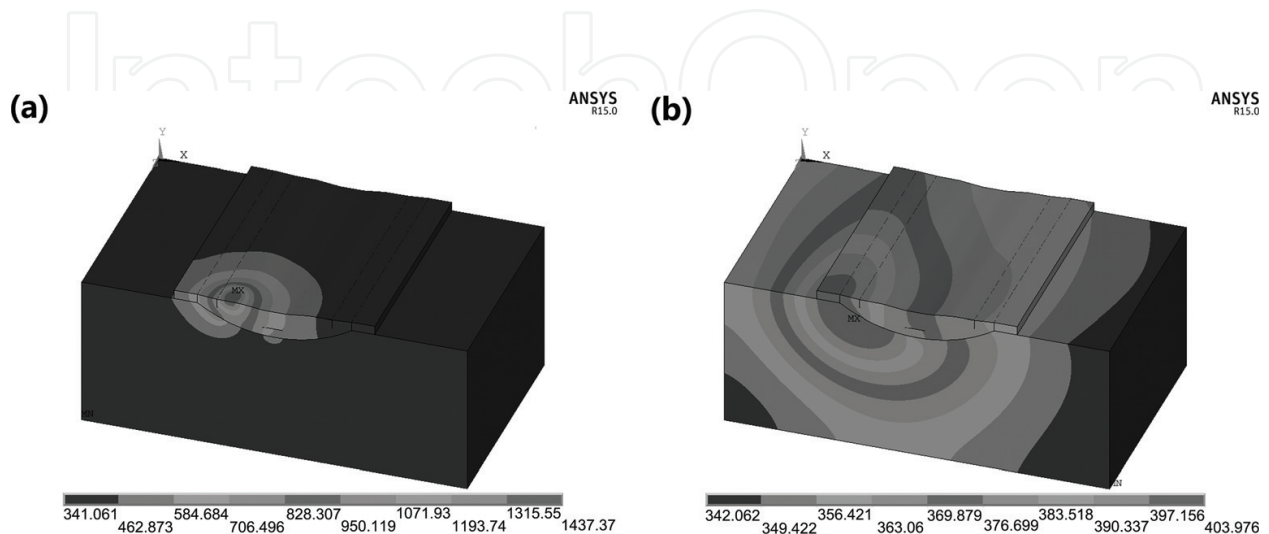 IntechOpen
(a)
ANSYS
R15.0
Y
X
MX
MN
341.061 584.684 828.307 1071.93 1315.55
462.873 706.496 950.119 1193.74 1437.37
(b)
ANSYS
R15.0
Y
X
MX
342.062 356.421 369.879 383.518 397.156
349.422 363.06 376.699 390.337 403.976